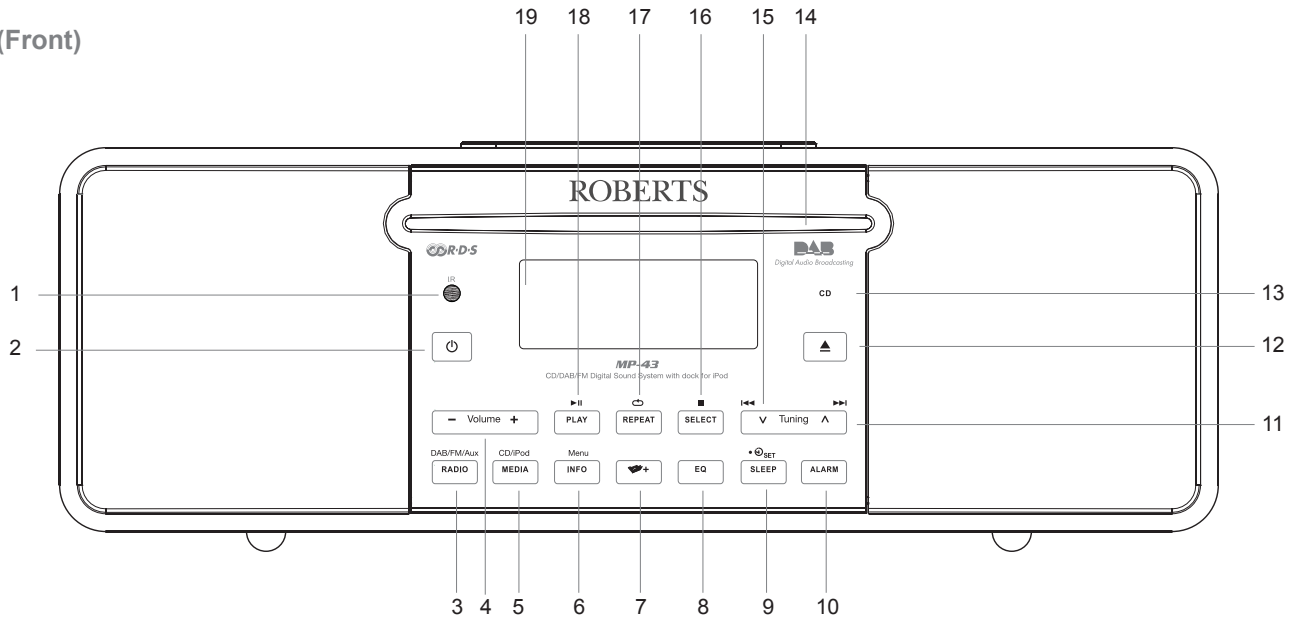 19 18 17 16 15 14
(Front)
ROBERTS
R·D·S
DAB
Digital Audio Broadcasting
IR
1
CD
13
2
12
MP-43
CD/DAB/FM Digital Sound System with dock for iPod
− Volume +
PLAY
REPEAT
SELECT
∨ Tuning ∧
11
DAB/FM/Aux
CD/iPod
Menu
SET
RADIO
MEDIA
INFO
+
EQ
SLEEP
ALARM
3 4 5 6 7 8 9 10